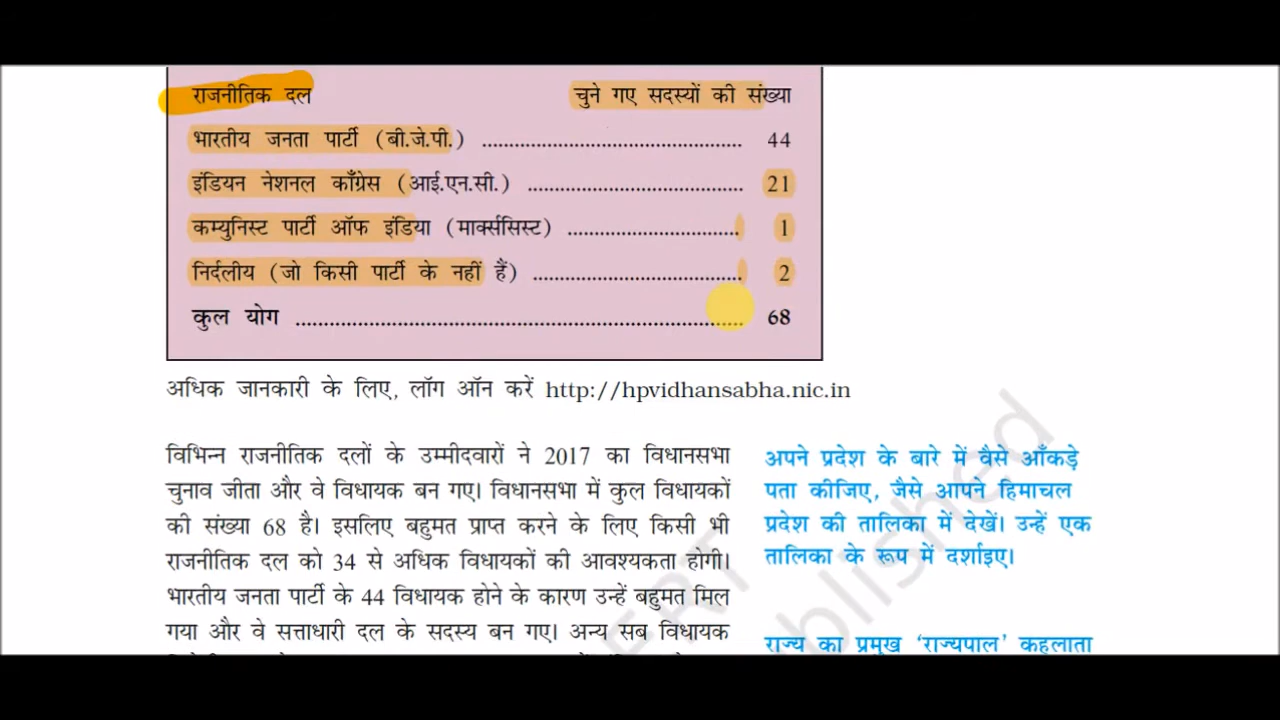 राजनीतिक दल चुने गए सदस्यों की संख्या
भारतीय जनता पार्टी (बी.जे.पी.) .............................................. 44
इंडियन नेशनल काँग्रेस (आई.एन.सी.) ...................................... 21
कम्युनिस्ट पार्टी ऑफ इंडिया (मार्क्ससिस्ट) .............................. 1
निर्दलीय (जो किसी पार्टी के नहीं हैं) ..................................... 2
कुल योग ................................................................................ 68
अधिक जानकारी के लिए, लॉग ऑन करें http://hpvidhansabha.nic.in
विभिन्न राजनीतिक दलों के उम्मीदवारों ने 2017 का विधानसभा
चुनाव जीता और वे विधायक बन गए। विधानसभा में कुल विधायकों
की संख्या 68 है। इसलिए बहुमत प्राप्त करने के लिए किसी भी
राजनीतिक दल को 34 से अधिक विधायकों की आवश्यकता होगी।
भारतीय जनता पार्टी के 44 विधायक होने के कारण उन्हें बहुमत मिल
गया और वे सत्ताधारी दल के सदस्य बन गए। अन्य सब विधायक
अपने प्रदेश के बारे में वैसे आँकड़े
पता कीजिए, जैसे आपने हिमाचल
प्रदेश की तालिका में देखें। उन्हें एक
तालिका के रूप में दर्शाइए।
राज्य का प्रमुख ‘राज्यपाल’ कहलाता